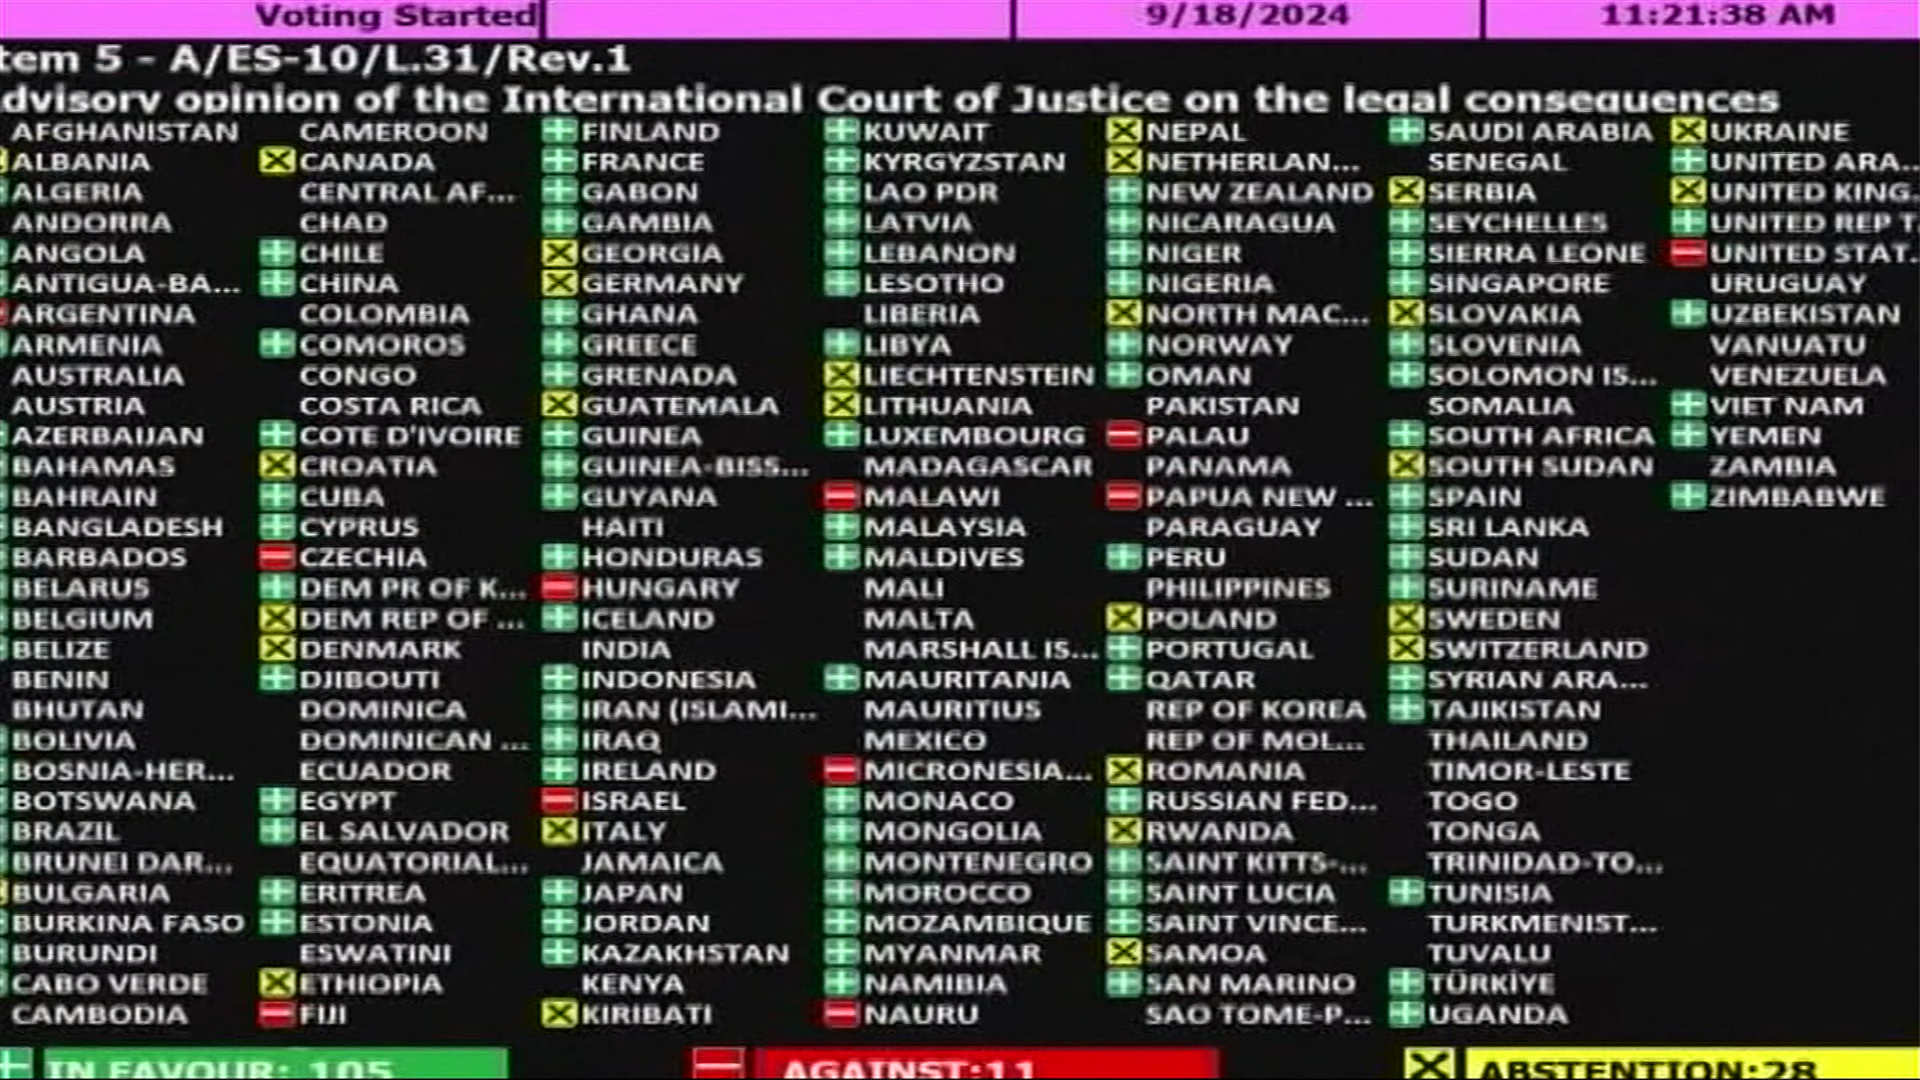 Voting Started 9/18/2024 11:21:38 AM
tem 5 - A/ES-10/L.31/Rev.1
dvisory opinion of the International Court of Justice on the legal consequences
AFGHANISTAN CAMEROON FINLAND KUWAIT NEPAL SAUDI ARABIA UKRAINE
ALBANIA CANADA FRANCE KYRGYZSTAN NETHERLAN... SENEGAL UNITED ARA...
ALGERIA CENTRAL AF... GABON LAO PDR NEW ZEALAND SERBIA UNITED KING.
ANDORRA CHAD GAMBIA LATVIA NICARAGUA SEYCHELLES UNITED REP T.
ANGOLA CHILE GEORGIA LEBANON NIGER SIERRA LEONE UNITED STAT.
ANTIGUA-BA... CHINA GERMANY LESOTHO NIGERIA SINGAPORE URUGUAY
ARGENTINA COLOMBIA GHANA LIBERIA NORTH MAC... SLOVAKIA UZBEKISTAN
ARMENIA COMOROS GREECE LIBYA NORWAY SLOVENIA VANUATU
AUSTRALIA CONGO GRENADA LIECHTENSTEIN OMAN SOLOMON IS... VENEZUELA
AUSTRIA COSTA RICA GUATEMALA LITHUANIA PAKISTAN SOMALIA VIET NAM
AZERBAIJAN COTE D'IVOIRE GUINEA LUXEMBOURG PALAU SOUTH AFRICA YEMEN
BAHAMAS CROATIA GUINEA-BISS... MADAGASCAR PANAMA SOUTH SUDAN ZAMBIA
BAHRAIN CUBA GUYANA MALAWI PAPUA NEW ... SPAIN ZIMBABWE
BANGLADESH CYPRUS HAITI MALAYSIA PARAGUAY SRI LANKA
BARBADOS CZECHIA HONDURAS MALDIVES PERU SUDAN
BELARUS DEM PR OF K... HUNGARY MALI PHILIPPINES SURINAME
BELGIUM DEM REP OF ... ICELAND MALTA POLAND SWEDEN
BELIZE DENMARK INDIA MARSHALL IS... PORTUGAL SWITZERLAND
BENIN DJIBOUTI INDONESIA MAURITANIA QATAR SYRIAN ARA...
BHUTAN DOMINICA IRAN (ISLAMI... MAURITIUS REP OF KOREA TAJIKISTAN
BOLIVIA DOMINICAN ... IRAQ MEXICO REP OF MOL... THAILAND
BOSNIA-HER... ECUADOR IRELAND MICRONESIA... ROMANIA TIMOR-LESTE
BOTSWANA EGYPT ISRAEL MONACO RUSSIAN FED... TOGO
BRAZIL EL SALVADOR ITALY MONGOLIA RWANDA TONGA
BRUNEI DAR... EQUATORIAL... JAMAICA MONTENEGRO SAINT KITTS-... TRINIDAD-TO...
BULGARIA ERITREA JAPAN MOROCCO SAINT LUCIA TUNISIA
BURKINA FASO ESTONIA JORDAN MOZAMBIQUE SAINT VINCE... TURKMENIST...
BURUNDI ESWATINI KAZAKHSTAN MYANMAR SAMOA TUVALU
CABO VERDE ETHIOPIA KENYA NAMIBIA SAN MARINO TÜRKİYE
CAMBODIA FIJI KIRIBATI NAURU SAO TOME-P... UGANDA
IN FAVOUR: 105 AGAINST:11 ABSTENTION:28